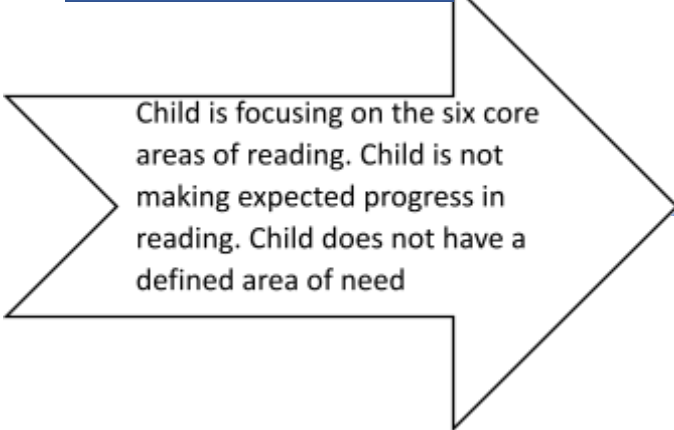 Child is focusing on the six core
areas of reading. Child is not
making expected progress in
reading. Child does not have a
defined area of need